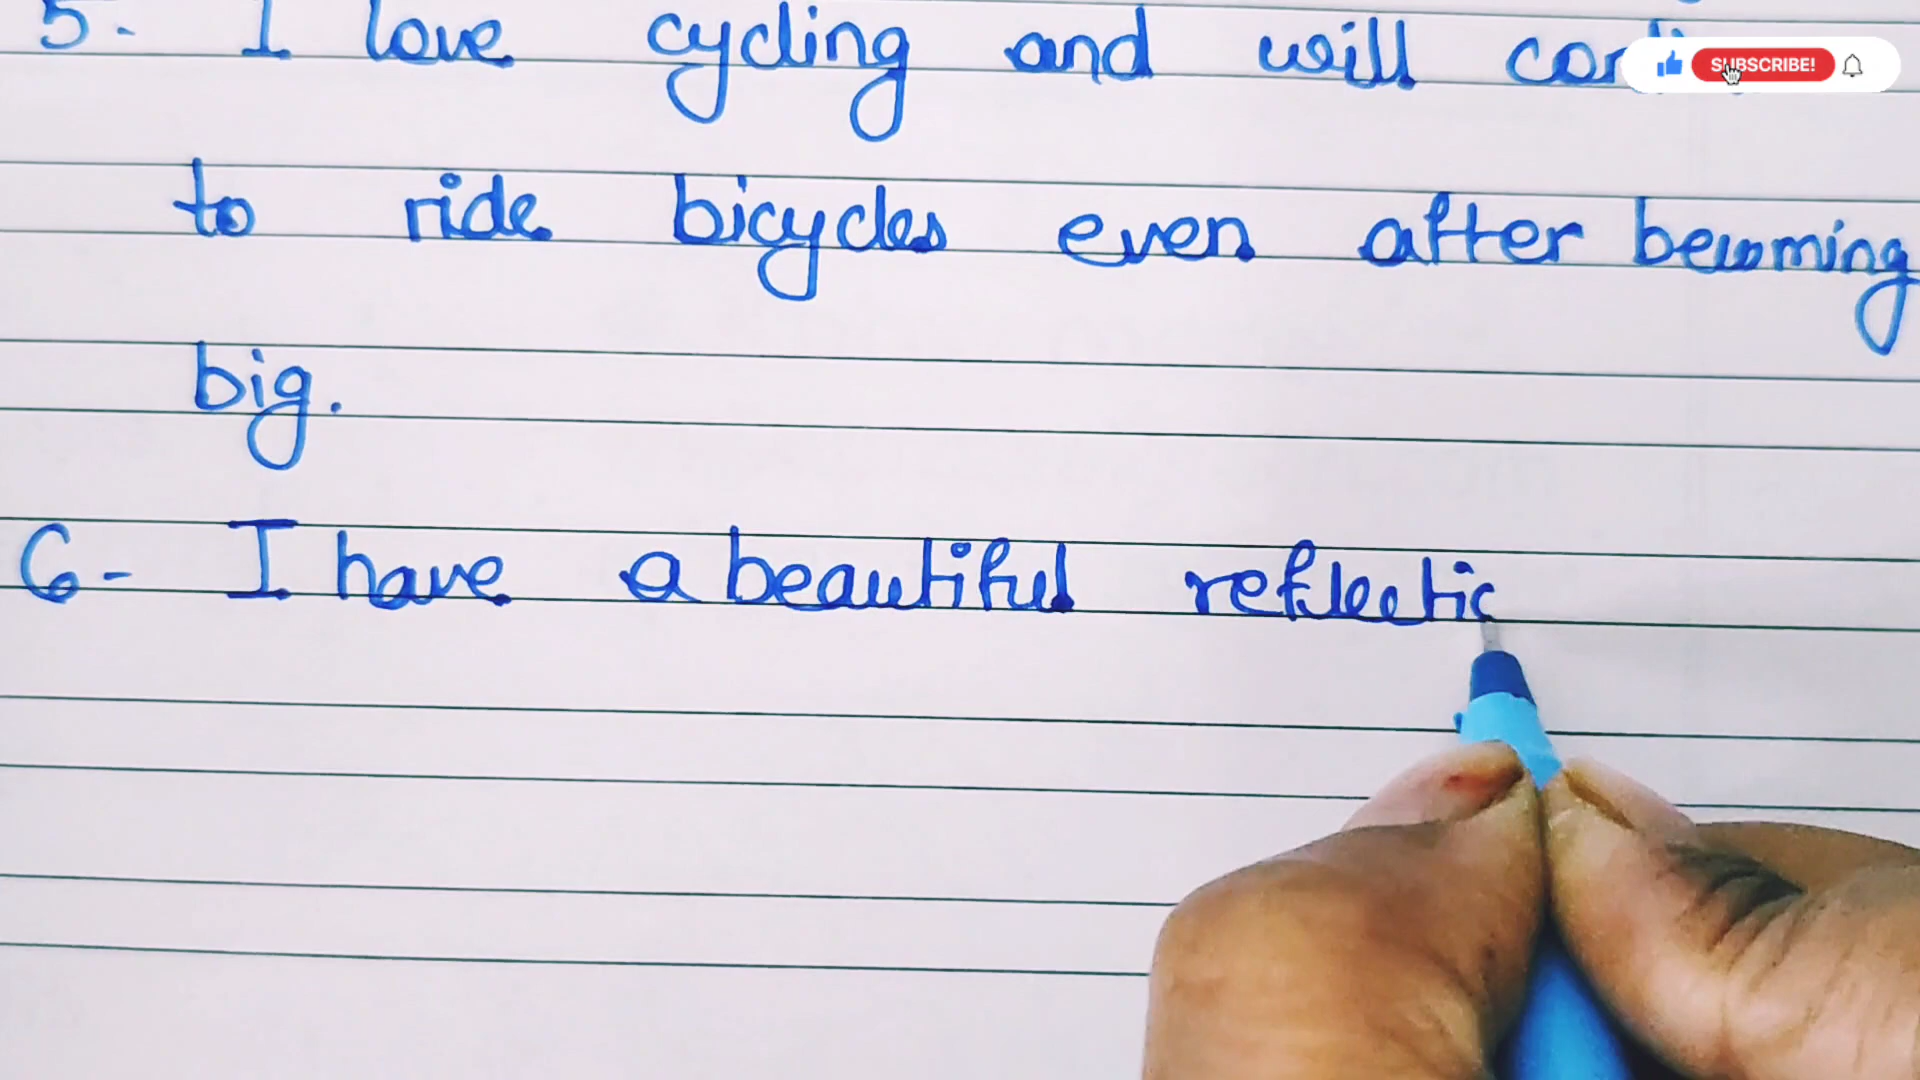 5. I love cycling and will con
SUBSCRIBE!
to ride bicycles even after becoming
big.
6- I have a beautiful reflectic